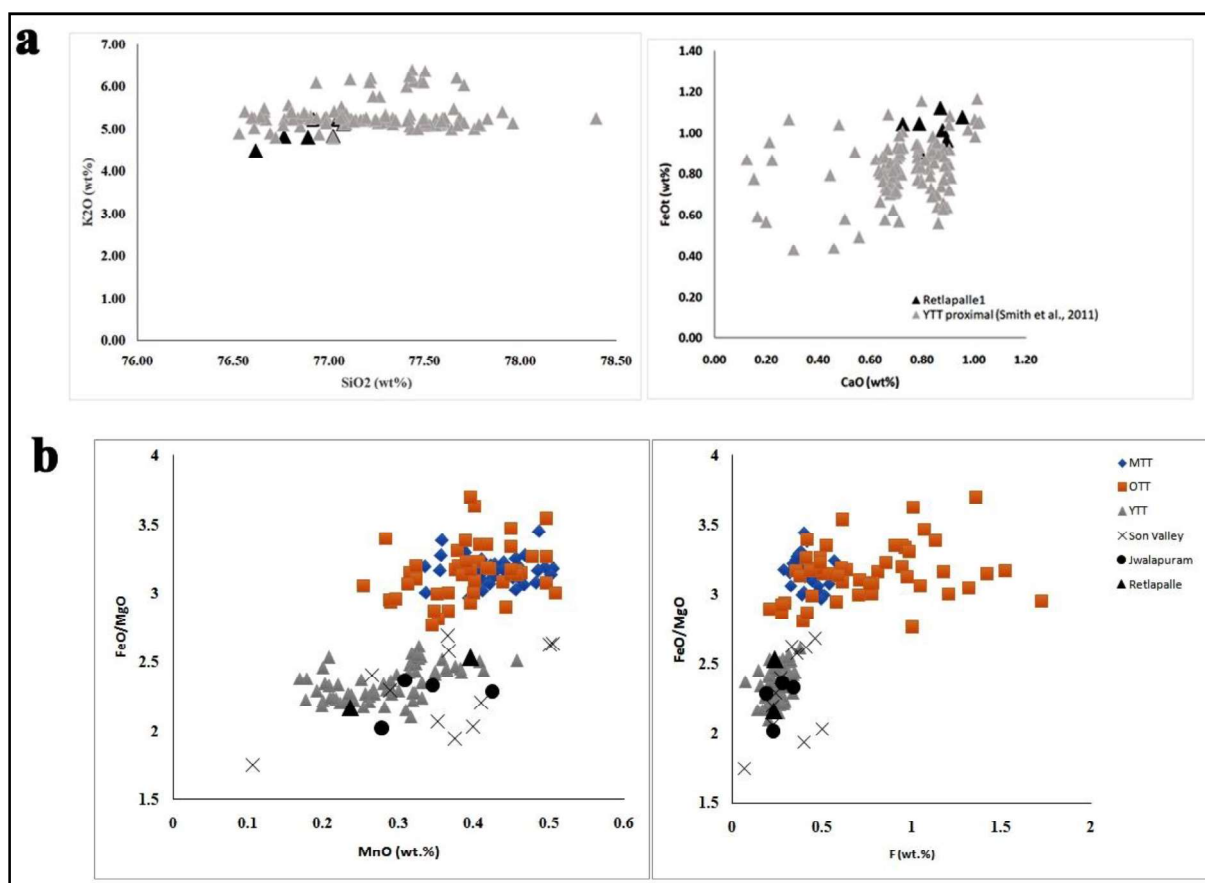 a
7.00
6.00
5.00
4.00
3.00
2.00
1.00
0.00
K2O (wt%)
76.00 76.50 77.00 77.50 78.00 78.50
SiO2 (wt%)
1.40
1.20
1.00
0.80
0.60
0.40
0.20
0.00
FeOt (wt%)
Retlapalle1
YTT proximal (Smith et al., 2011)
0.00 0.20 0.40 0.60 0.80 1.00 1.20
CaO (wt%)
b
4
3.5
3
2.5
2
1.5
FeO/MgO
0 0.1 0.2 0.3 0.4 0.5 0.6
MnO (wt.%)
4
3.5
3
2.5
2
1.5
FeO/MgO
0 0.5 1 1.5 2
F (wt.%)
MTT
OTT
YTT
Son valley
Jwalapuram
Retlapalle